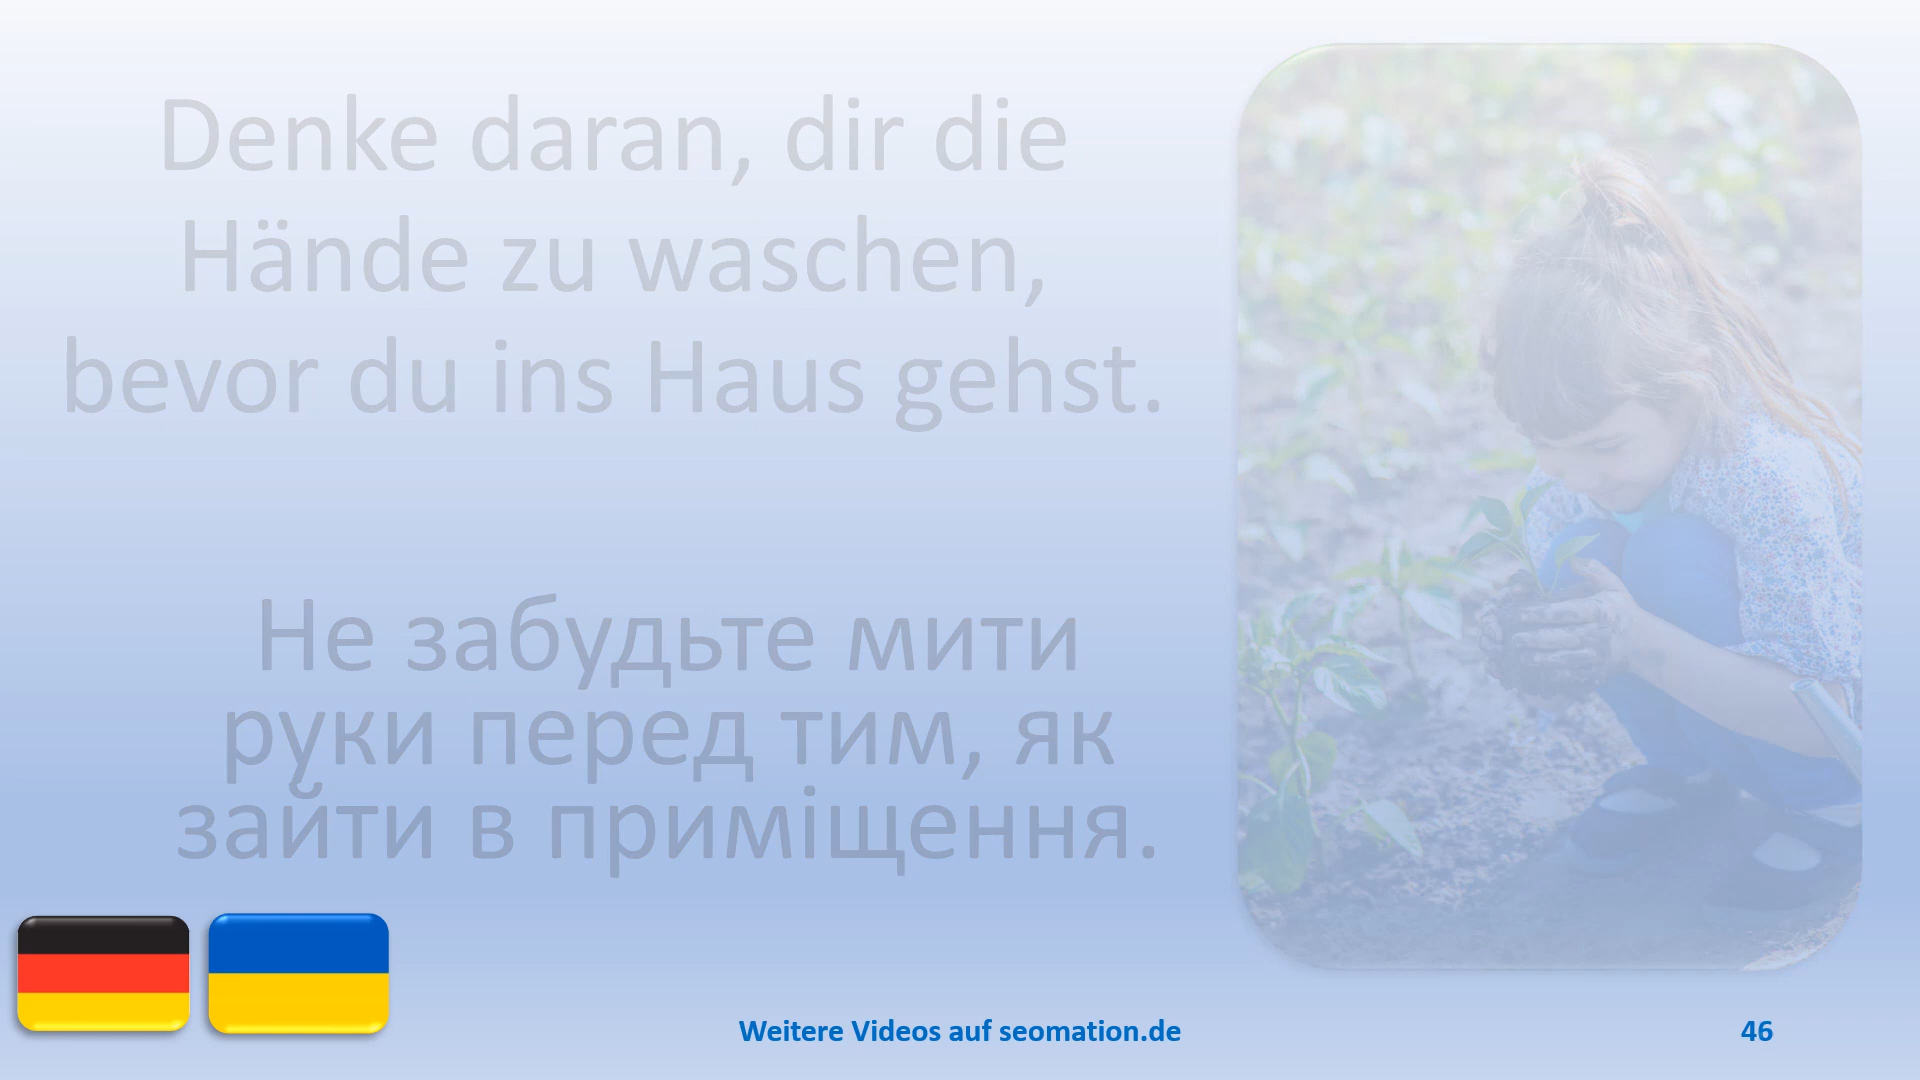 Denke daran, dir die
Hände zu waschen,
bevor du ins Haus gehst.
Не забудьте мити
руки перед тим, як
зайти в приміщення.
Weitere Videos auf seomation.de
46